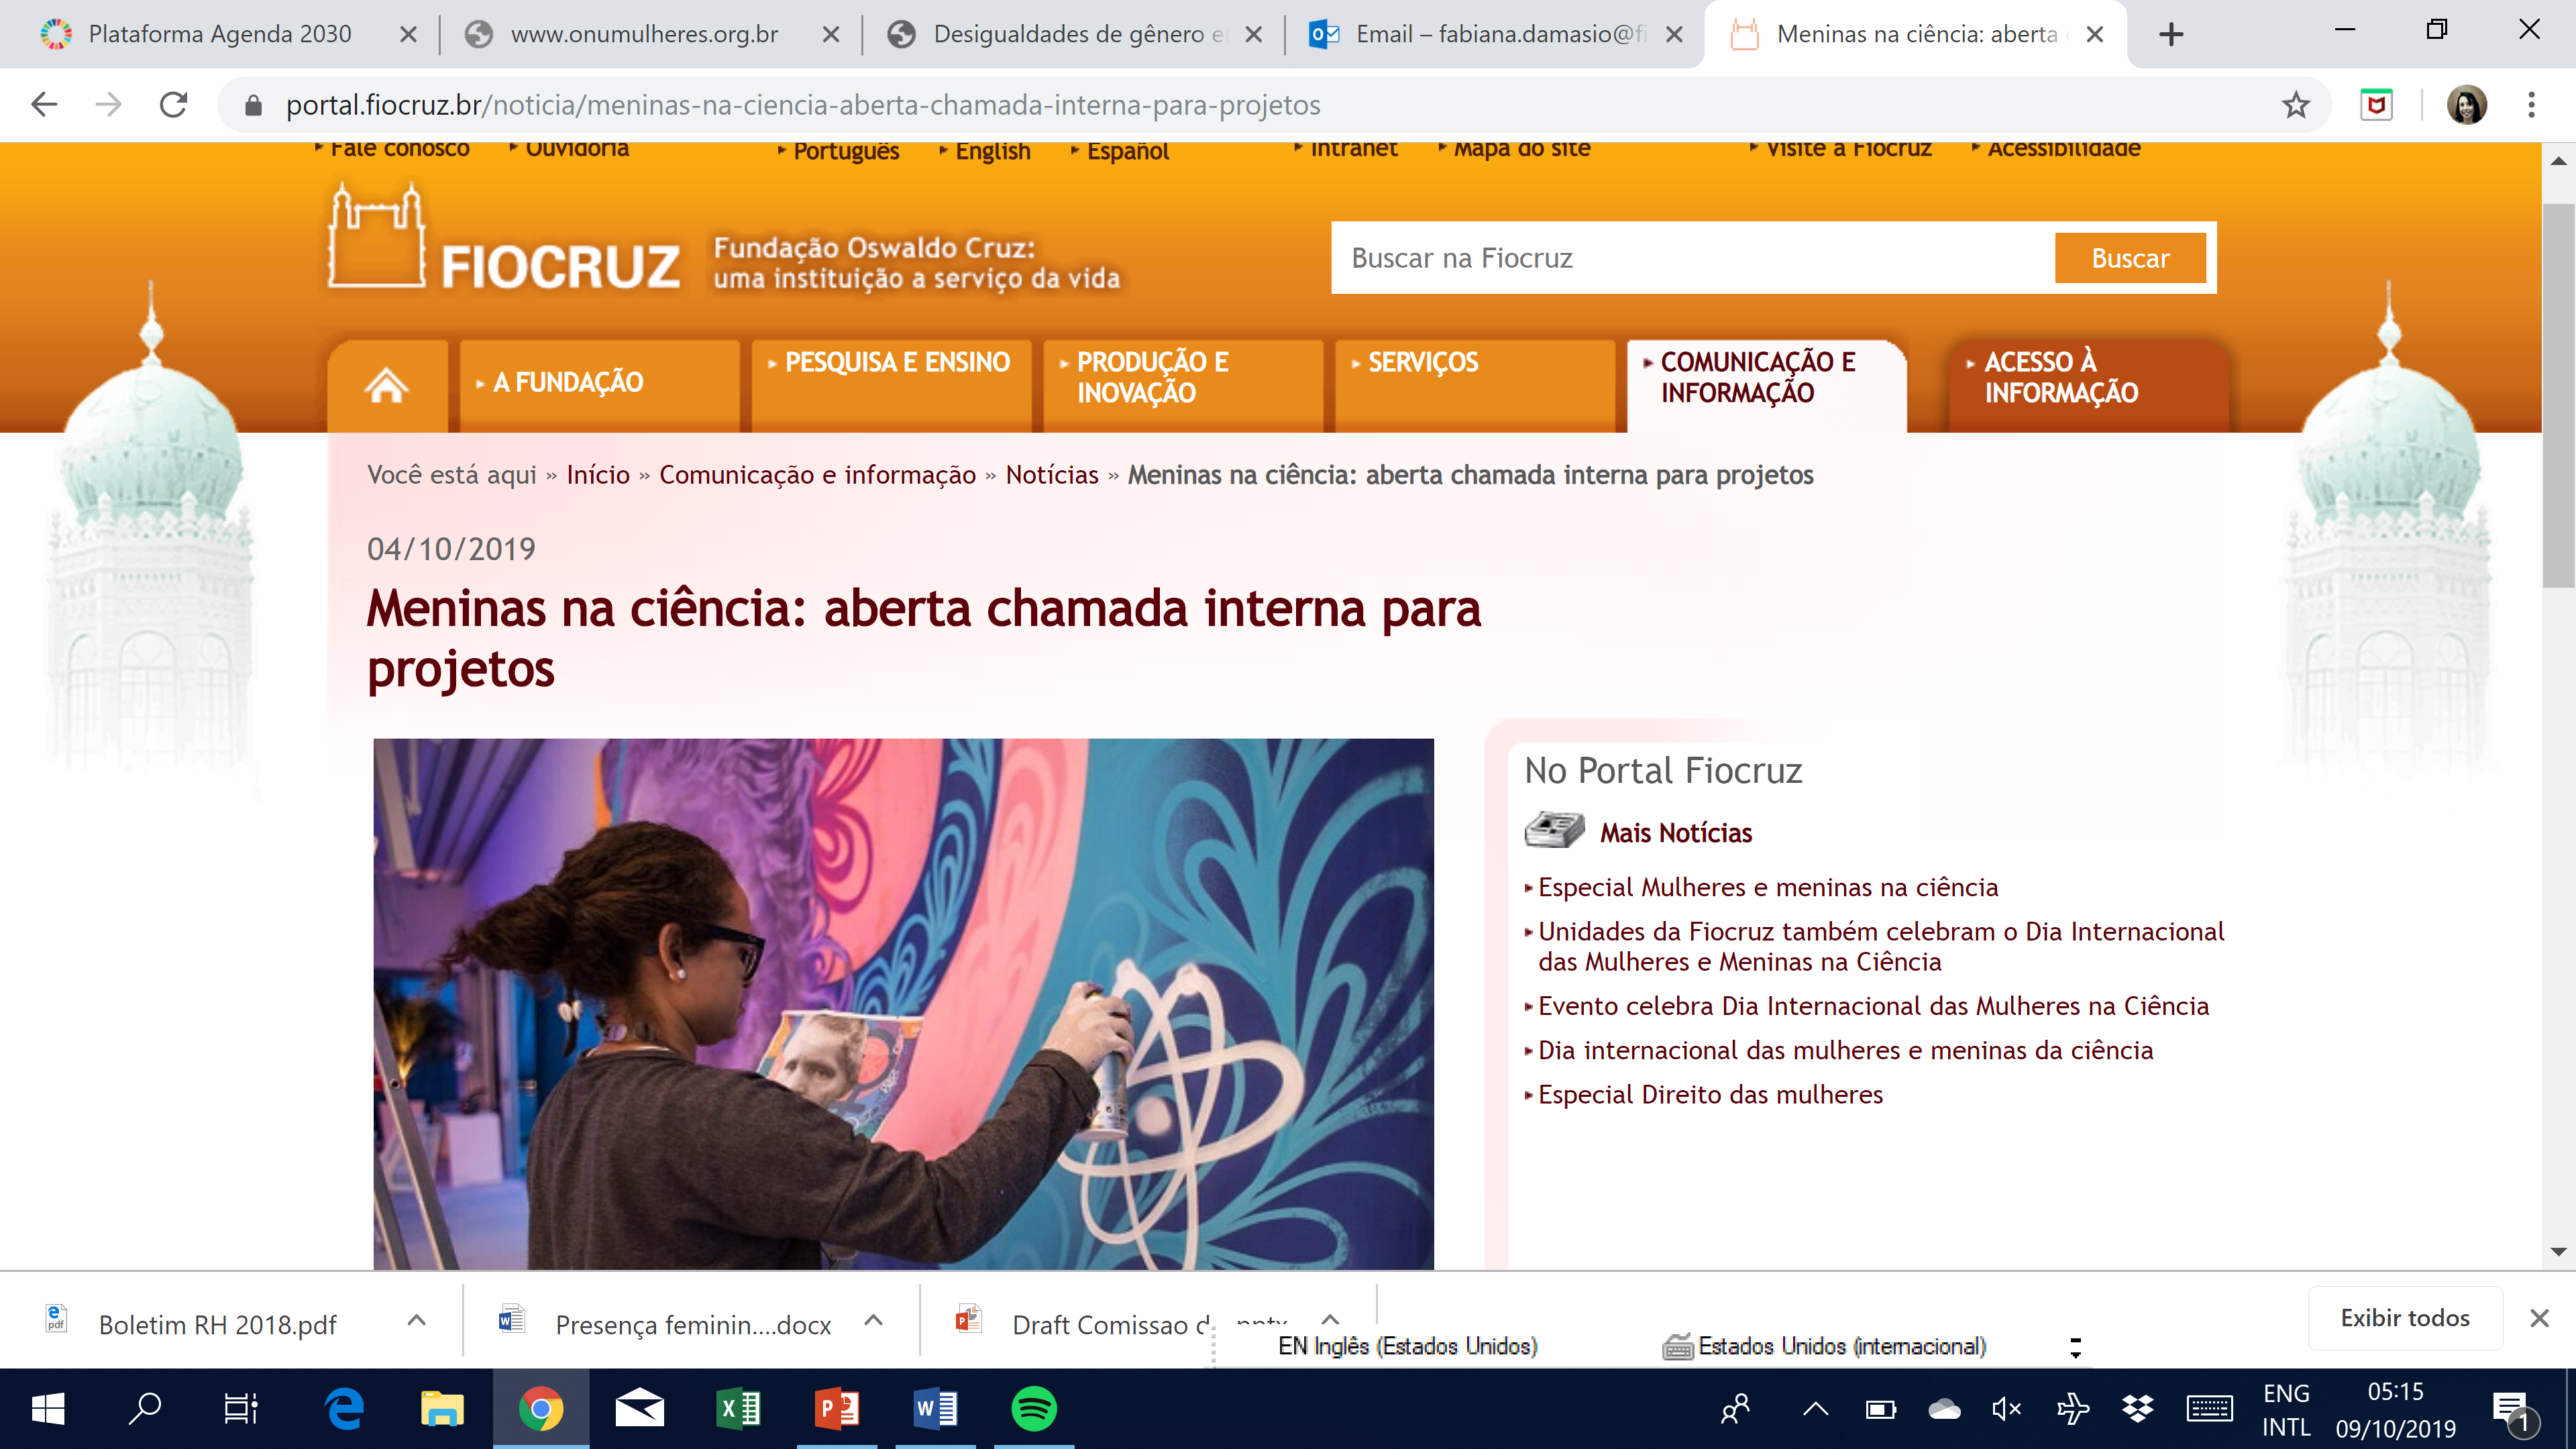 Plataforma Agenda 2030
www.onumulheres.org.br
Desigualdades de gênero e
Email – fabiana.damasio@fi
Meninas na ciência: aberta
portal.fiocruz.br/noticia/meninas-na-ciencia-aberta-chamada-interna-para-projetos
Fale conosco Ouvidoria Português English Español Intranet Mapa do site Visite a Fiocruz Acessibilidade
FIOCRUZ
Fundação Oswaldo Cruz:
uma instituição a serviço da vida
Buscar na Fiocruz
Buscar
A FUNDAÇÃO
PESQUISA E ENSINO
PRODUÇÃO E
INOVAÇÃO
SERVIÇOS
COMUNICAÇÃO E
INFORMAÇÃO
ACESSO À
INFORMAÇÃO
Você está aqui » Início » Comunicação e informação » Notícias » Meninas na ciência: aberta chamada interna para projetos
04/10/2019
Meninas na ciência: aberta chamada interna para
projetos
No Portal Fiocruz
Mais Notícias
Especial Mulheres e meninas na ciência
Unidades da Fiocruz também celebram o Dia Internacional
das Mulheres e Meninas na Ciência
Evento celebra Dia Internacional das Mulheres na Ciência
Dia internacional das mulheres e meninas da ciência
Especial Direito das mulheres
Boletim RH 2018.pdf
Presença feminin....docx
Draft Comissao d
Exibir todos
EN Inglês (Estados Unidos)
Estados Unidos (internacional)
ENG
INTL
05:15
09/10/2019
1